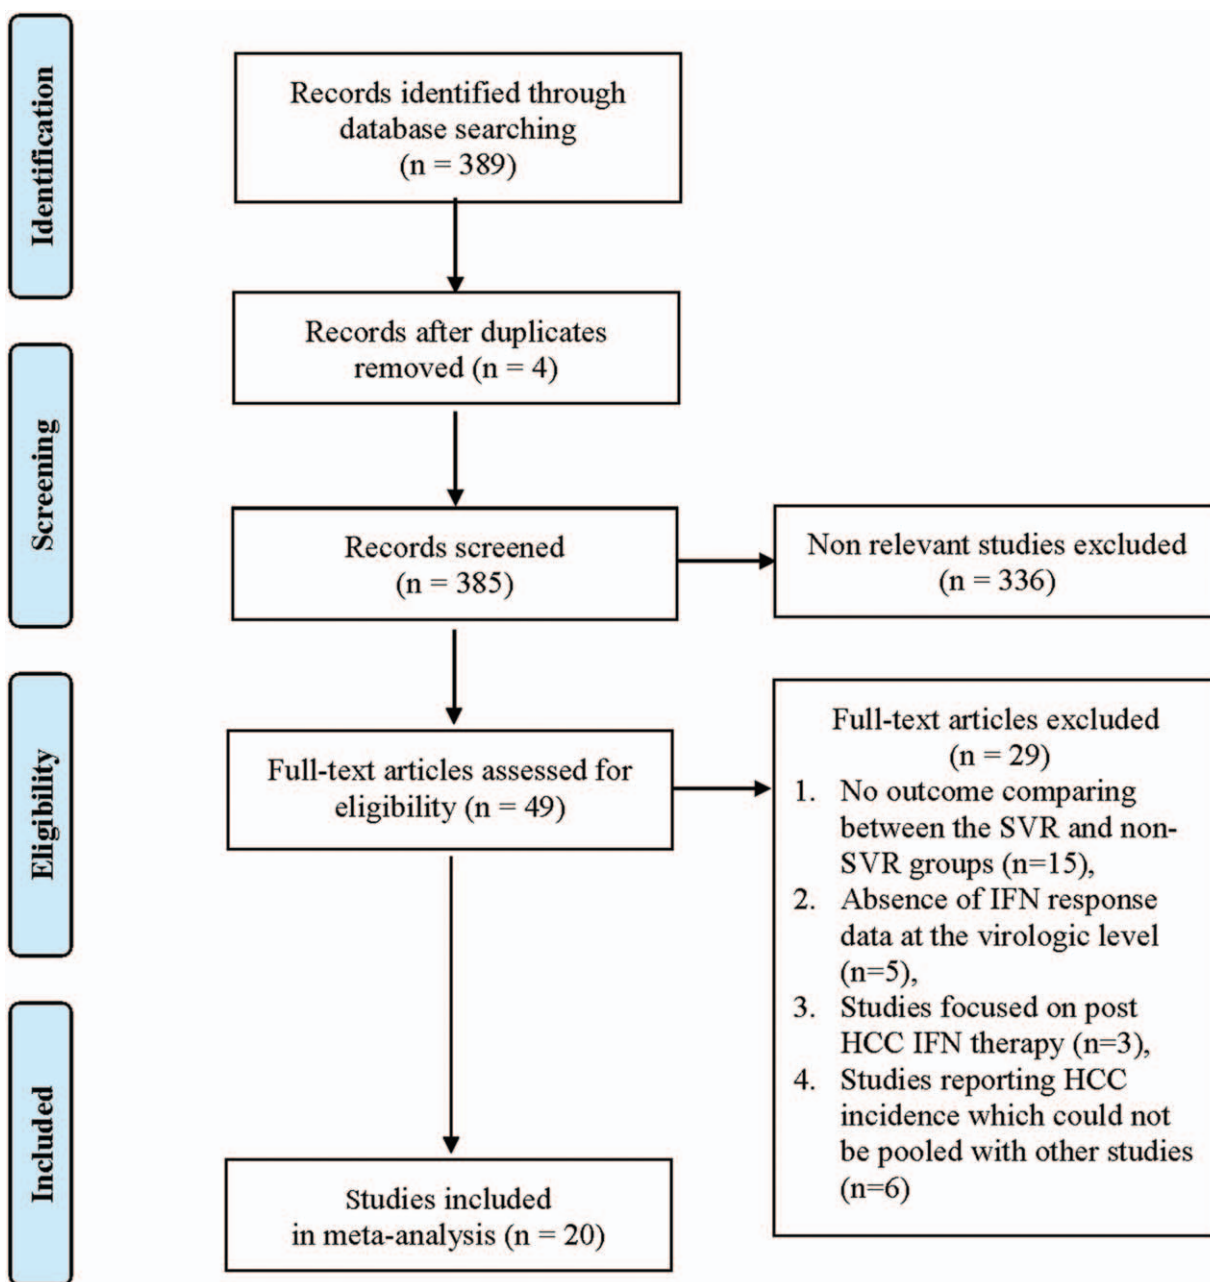 Identification
Records identified through
database searching
(n = 389)
Records after duplicates
removed (n = 4)
Screening
Records screened
(n = 385)
Non relevant studies excluded
(n = 336)
Eligibility
Full-text articles assessed for
eligibility (n = 49)
Full-text articles excluded
(n = 29)
1. No outcome comparing
between the SVR and non-
SVR groups (n=15),
2. Absence of IFN response
data at the virologic level
(n=5),
3. Studies focused on post
HCC IFN therapy (n=3),
4. Studies reporting HCC
incidence which could not
be pooled with other studies
(n=6)
Included
Studies included
in meta-analysis (n = 20)